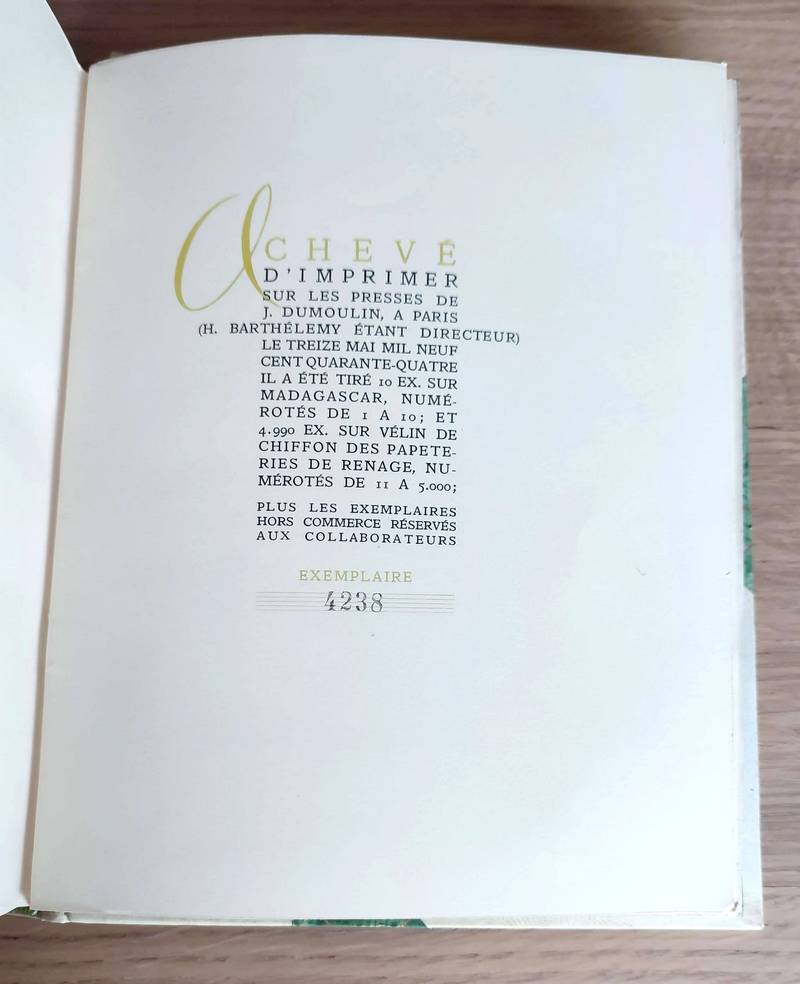 ACHEVÉ
D'IMPRIMER
SUR LES PRESSES DE
J. DUMOULIN, A PARIS
(H. BARTHÉLEMY ÉTANT DIRECTEUR)
LE TREIZE MAI MIL NEUF
CENT QUARANTE-QUATRE
IL A ÉTÉ TIRÉ 10 EX. SUR
MADAGASCAR, NUMÉ-
ROTÉS DE 1 A 10; ET
4.990 EX. SUR VÉLIN DE
CHIFFON DES PAPETE-
RIES DE RENAGE, NU-
MÉROTÉS DE 11 A 5.000;
PLUS LES EXEMPLAIRES
HORS COMMERCE RÉSERVÉS
AUX COLLABORATEURS
EXEMPLAIRE
4238